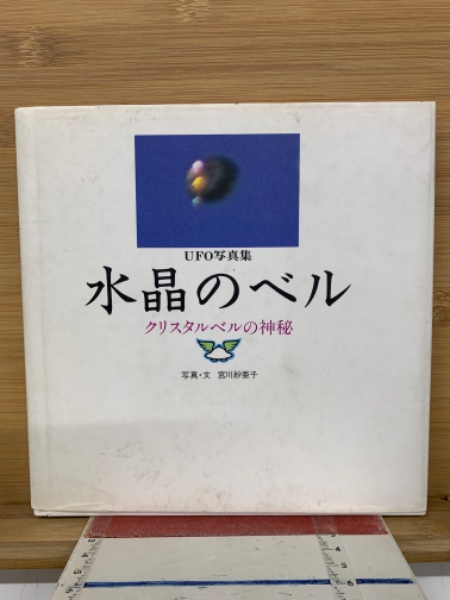 UFO写真集
水晶のベル
クリスタルベルの神秘
写真・文 宮川紗亜子